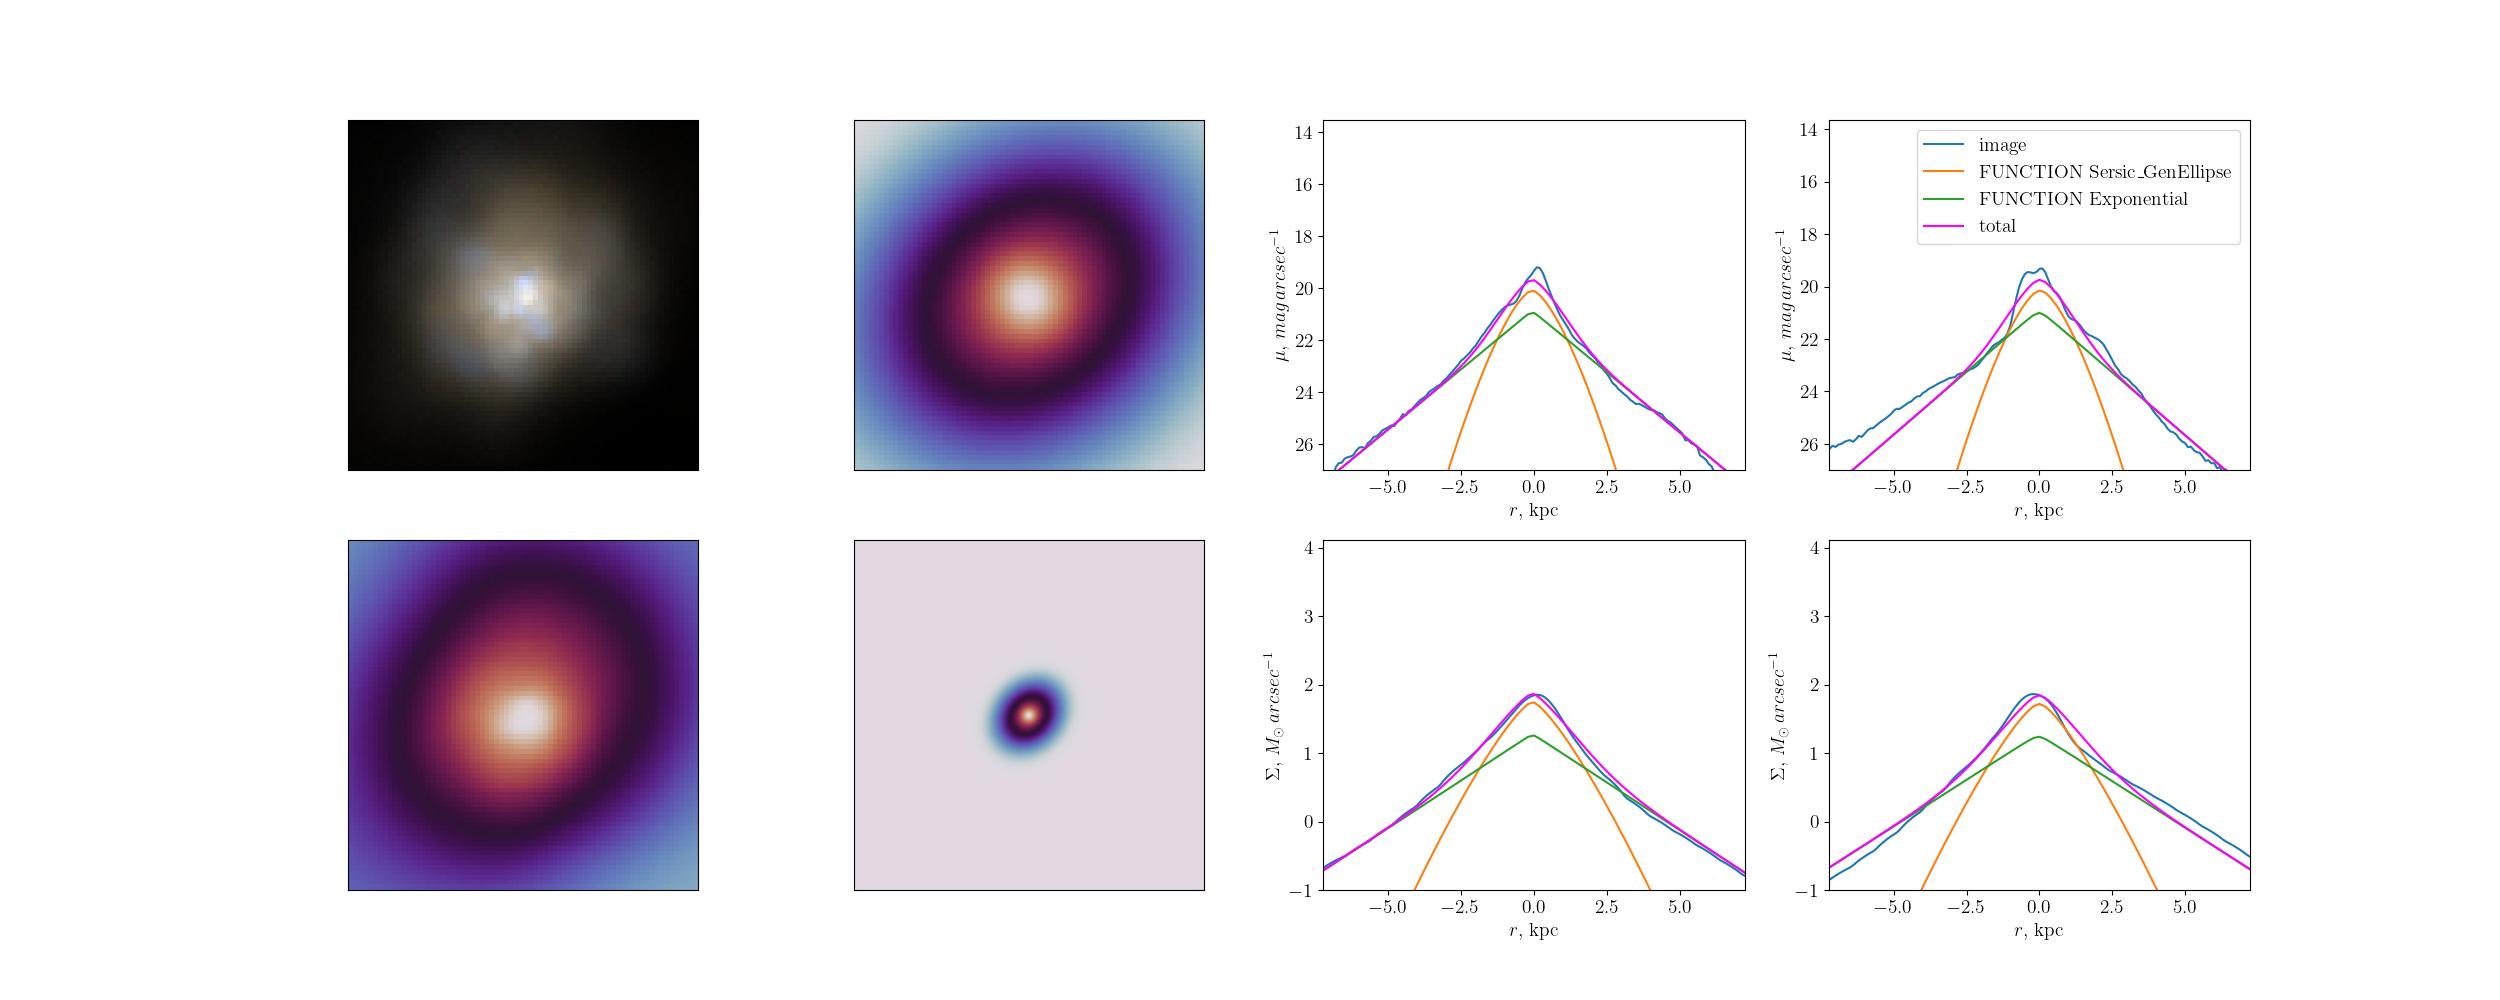 14
16
18
20
22
24
26
μ, mag arcsec⁻¹
−5.0 −2.5 0.0 2.5 5.0
r, kpc
14
16
18
20
22
24
26
μ, mag arcsec⁻¹
image
FUNCTION Sersic_GenEllipse
FUNCTION Exponential
total
−5.0 −2.5 0.0 2.5 5.0
r, kpc
4
3
2
1
0
−1
Σ, M⊙ arcsec⁻¹
−5.0 −2.5 0.0 2.5 5.0
r, kpc
4
3
2
1
0
−1
Σ, M⊙ arcsec⁻¹
−5.0 −2.5 0.0 2.5 5.0
r, kpc